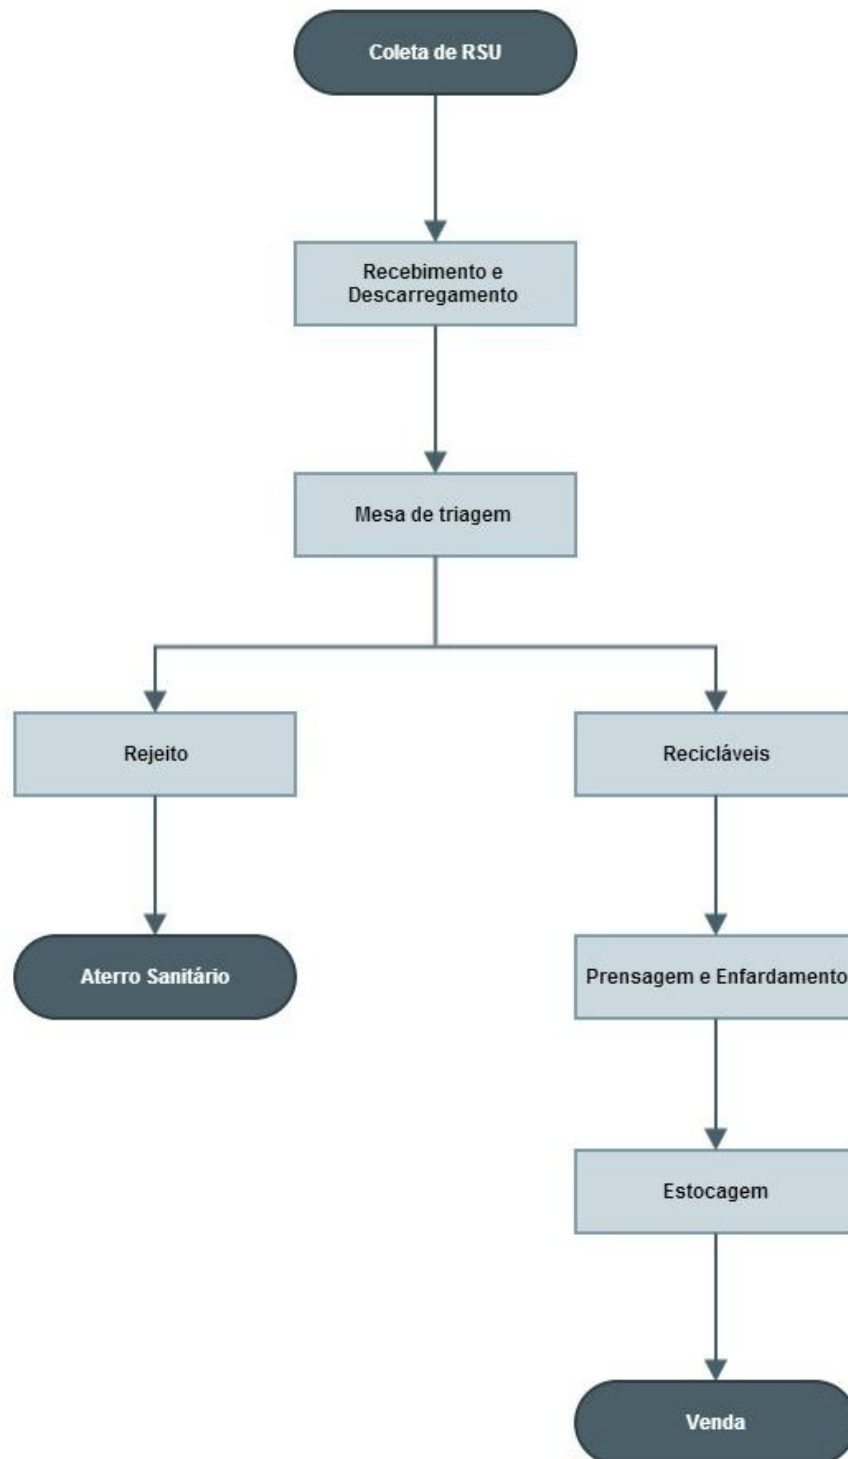 Coleta de RSU
Recebimento e
Descarregamento
Mesa de triagem
Rejeito
Recicláveis
Aterro Sanitário
Prensagem e Enfardamento
Estocagem
Venda